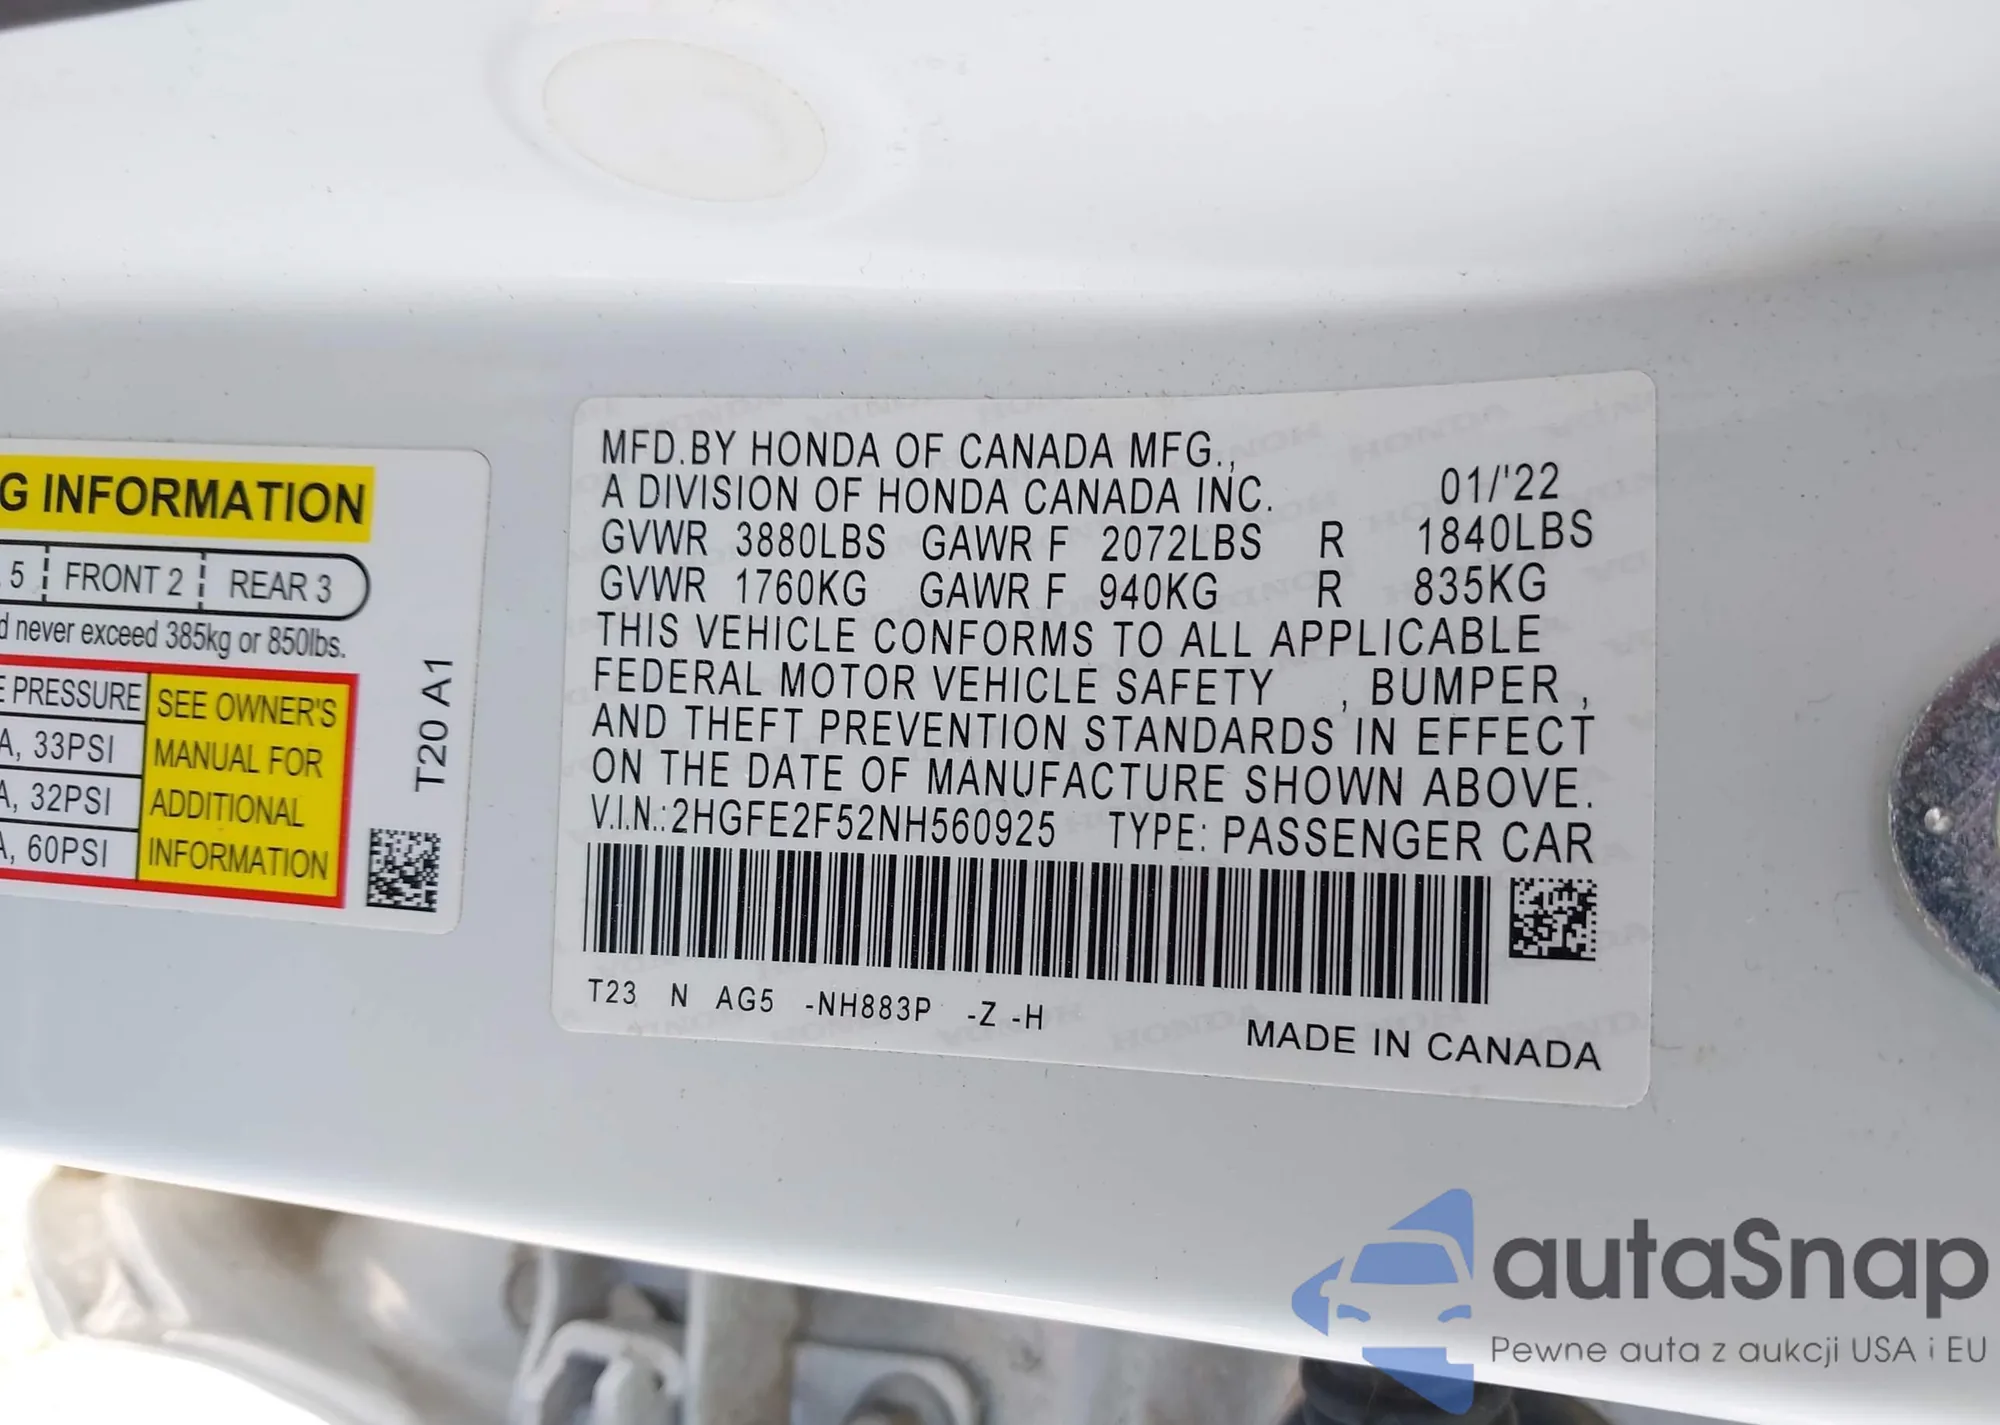 G INFORMATION
5 FRONT 2 REAR 3
d never exceed 385kg or 850lbs.
E PRESSURE
A, 33PSI
A, 32PSI
A, 60PSI
SEE OWNER'S
MANUAL FOR
ADDITIONAL
INFORMATION
T20 A1
MFD.BY HONDA OF CANADA MFG.,
A DIVISION OF HONDA CANADA INC. 01/'22
GVWR 3880LBS GAWR F 2072LBS R 1840LBS
GVWR 1760KG GAWR F 940KG R 835KG
THIS VEHICLE CONFORMS TO ALL APPLICABLE
FEDERAL MOTOR VEHICLE SAFETY , BUMPER ,
AND THEFT PREVENTION STANDARDS IN EFFECT
ON THE DATE OF MANUFACTURE SHOWN ABOVE.
V.I.N.:2HGFE2F52NH560925 TYPE: PASSENGER CAR
T23 N AG5 -NH883P -Z -H
MADE IN CANADA
autaSnap
Pewne auta z aukcji USA i EU